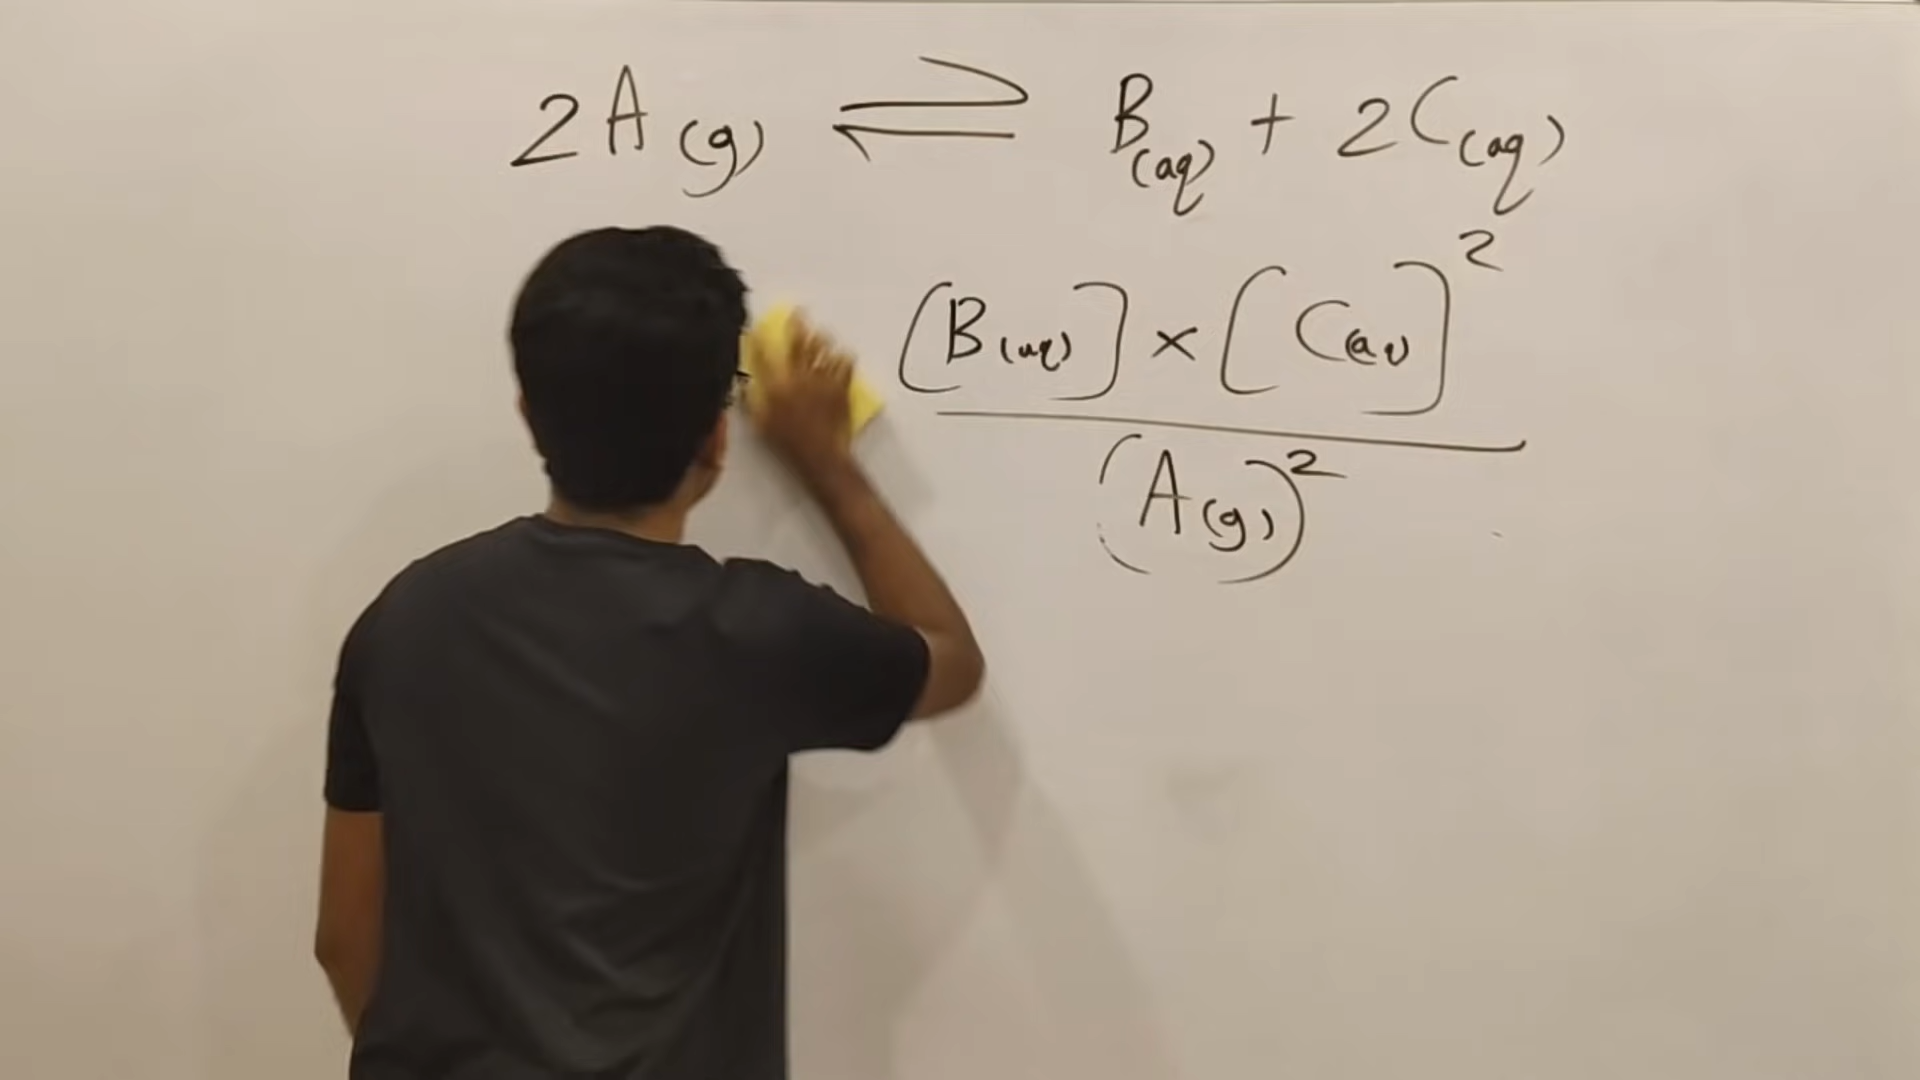 2A(g) ⇌ B(aq) + 2C(aq)
[B(aq)] × [C(aq)]²
(A(g))²